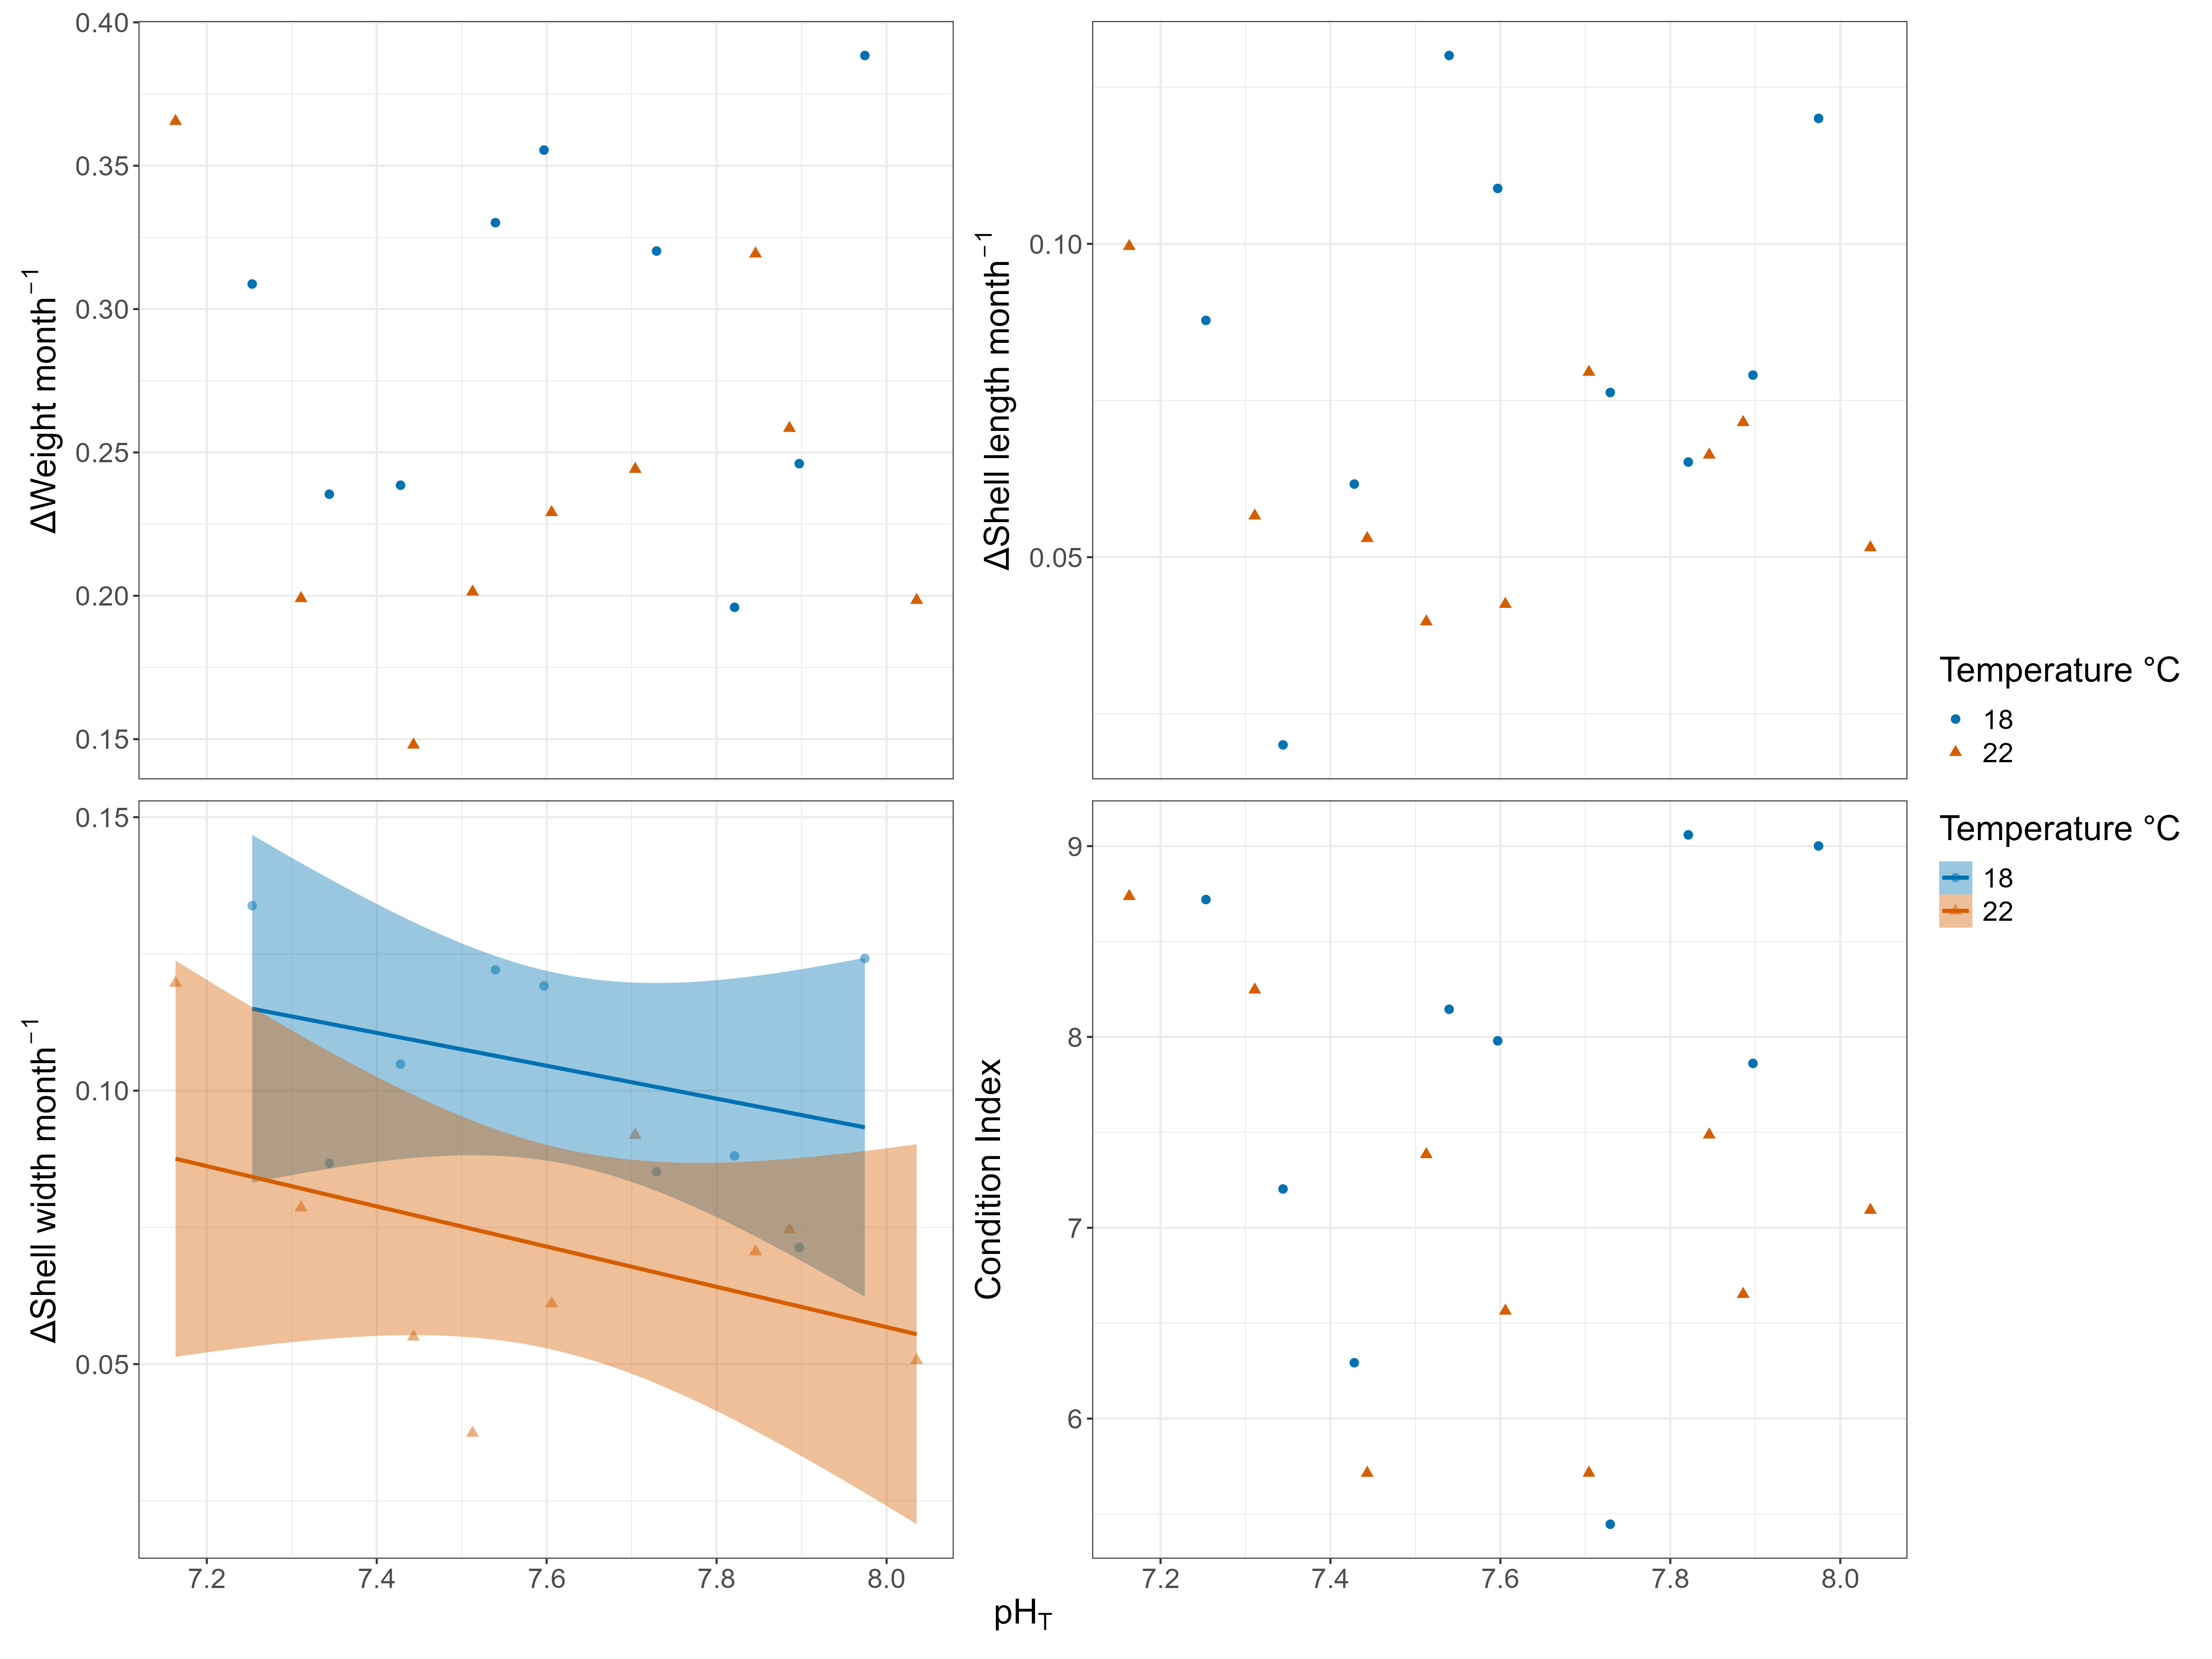 0.40
0.35
0.30
0.25
0.20
0.15
ΔWeight month⁻¹
0.10
0.05
ΔShell length month⁻¹
Temperature °C
18
22
0.15
0.10
0.05
ΔShell width month⁻¹
7.2 7.4 7.6 7.8 8.0
9
8
7
6
Condition Index
7.2 7.4 7.6 7.8 8.0
Temperature °C
18
22
pH_T